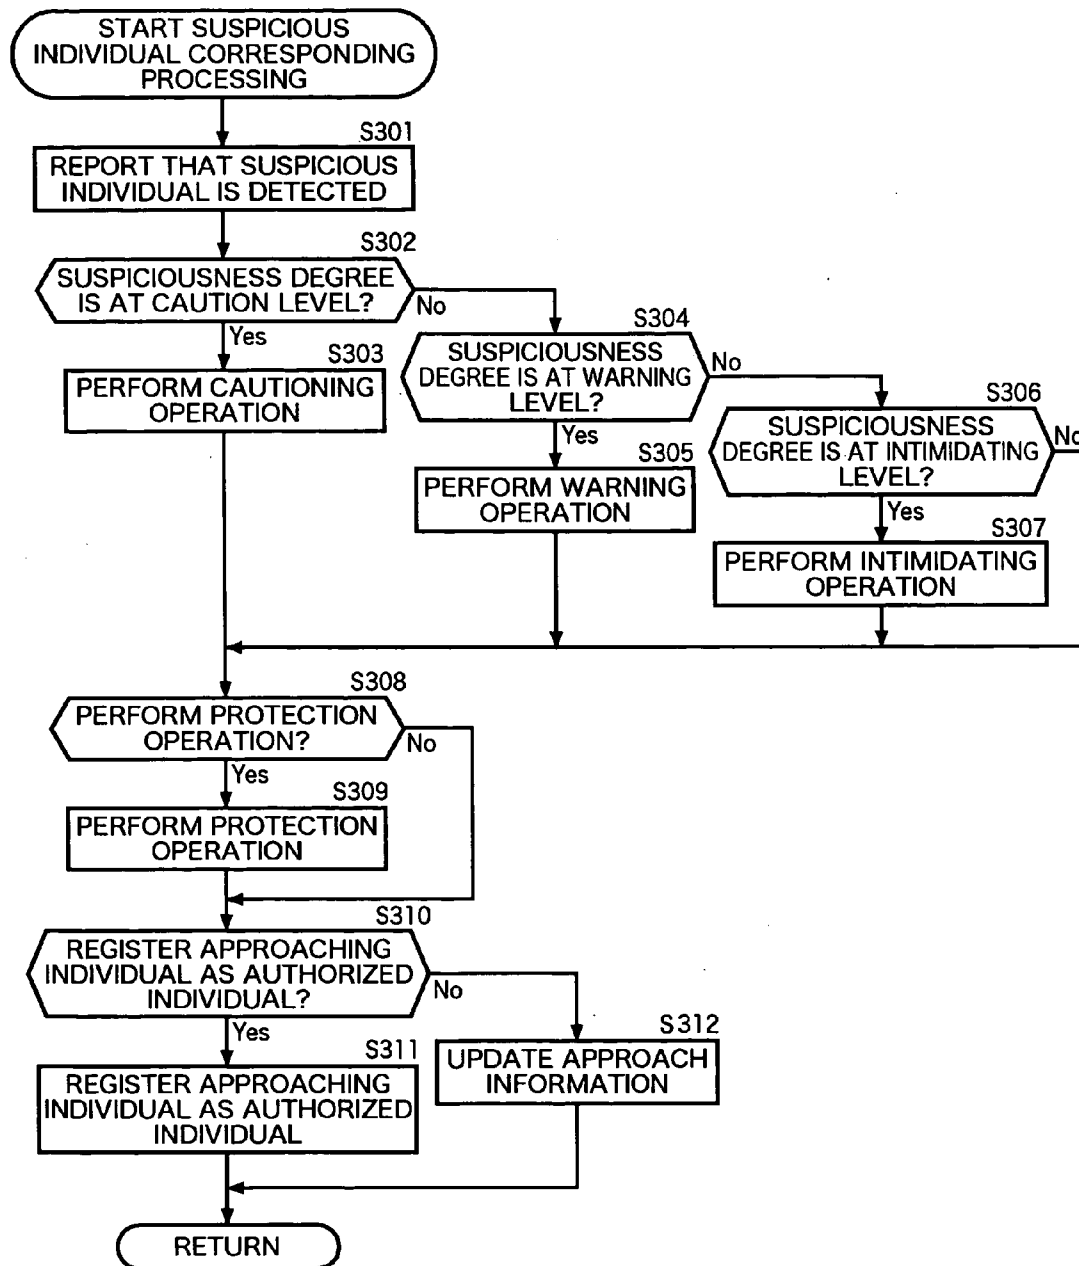 START SUSPICIOUS
INDIVIDUAL CORRESPONDING
PROCESSING
S301
REPORT THAT SUSPICIOUS
INDIVIDUAL IS DETECTED
S302
SUSPICIOUSNESS DEGREE
IS AT CAUTION LEVEL?
No
Yes
S303
PERFORM CAUTIONING
OPERATION
S304
SUSPICIOUSNESS
DEGREE IS AT WARNING
LEVEL?
No
Yes
S305
PERFORM WARNING
OPERATION
S306
SUSPICIOUSNESS
DEGREE IS AT INTIMIDATING
LEVEL?
No
Yes
S307
PERFORM INTIMIDATING
OPERATION
S308
PERFORM PROTECTION
OPERATION?
No
Yes
S309
PERFORM PROTECTION
OPERATION
S310
REGISTER APPROACHING
INDIVIDUAL AS AUTHORIZED
INDIVIDUAL?
No
Yes
S311
REGISTER APPROACHING
INDIVIDUAL AS AUTHORIZED
INDIVIDUAL
S312
UPDATE APPROACH
INFORMATION
RETURN